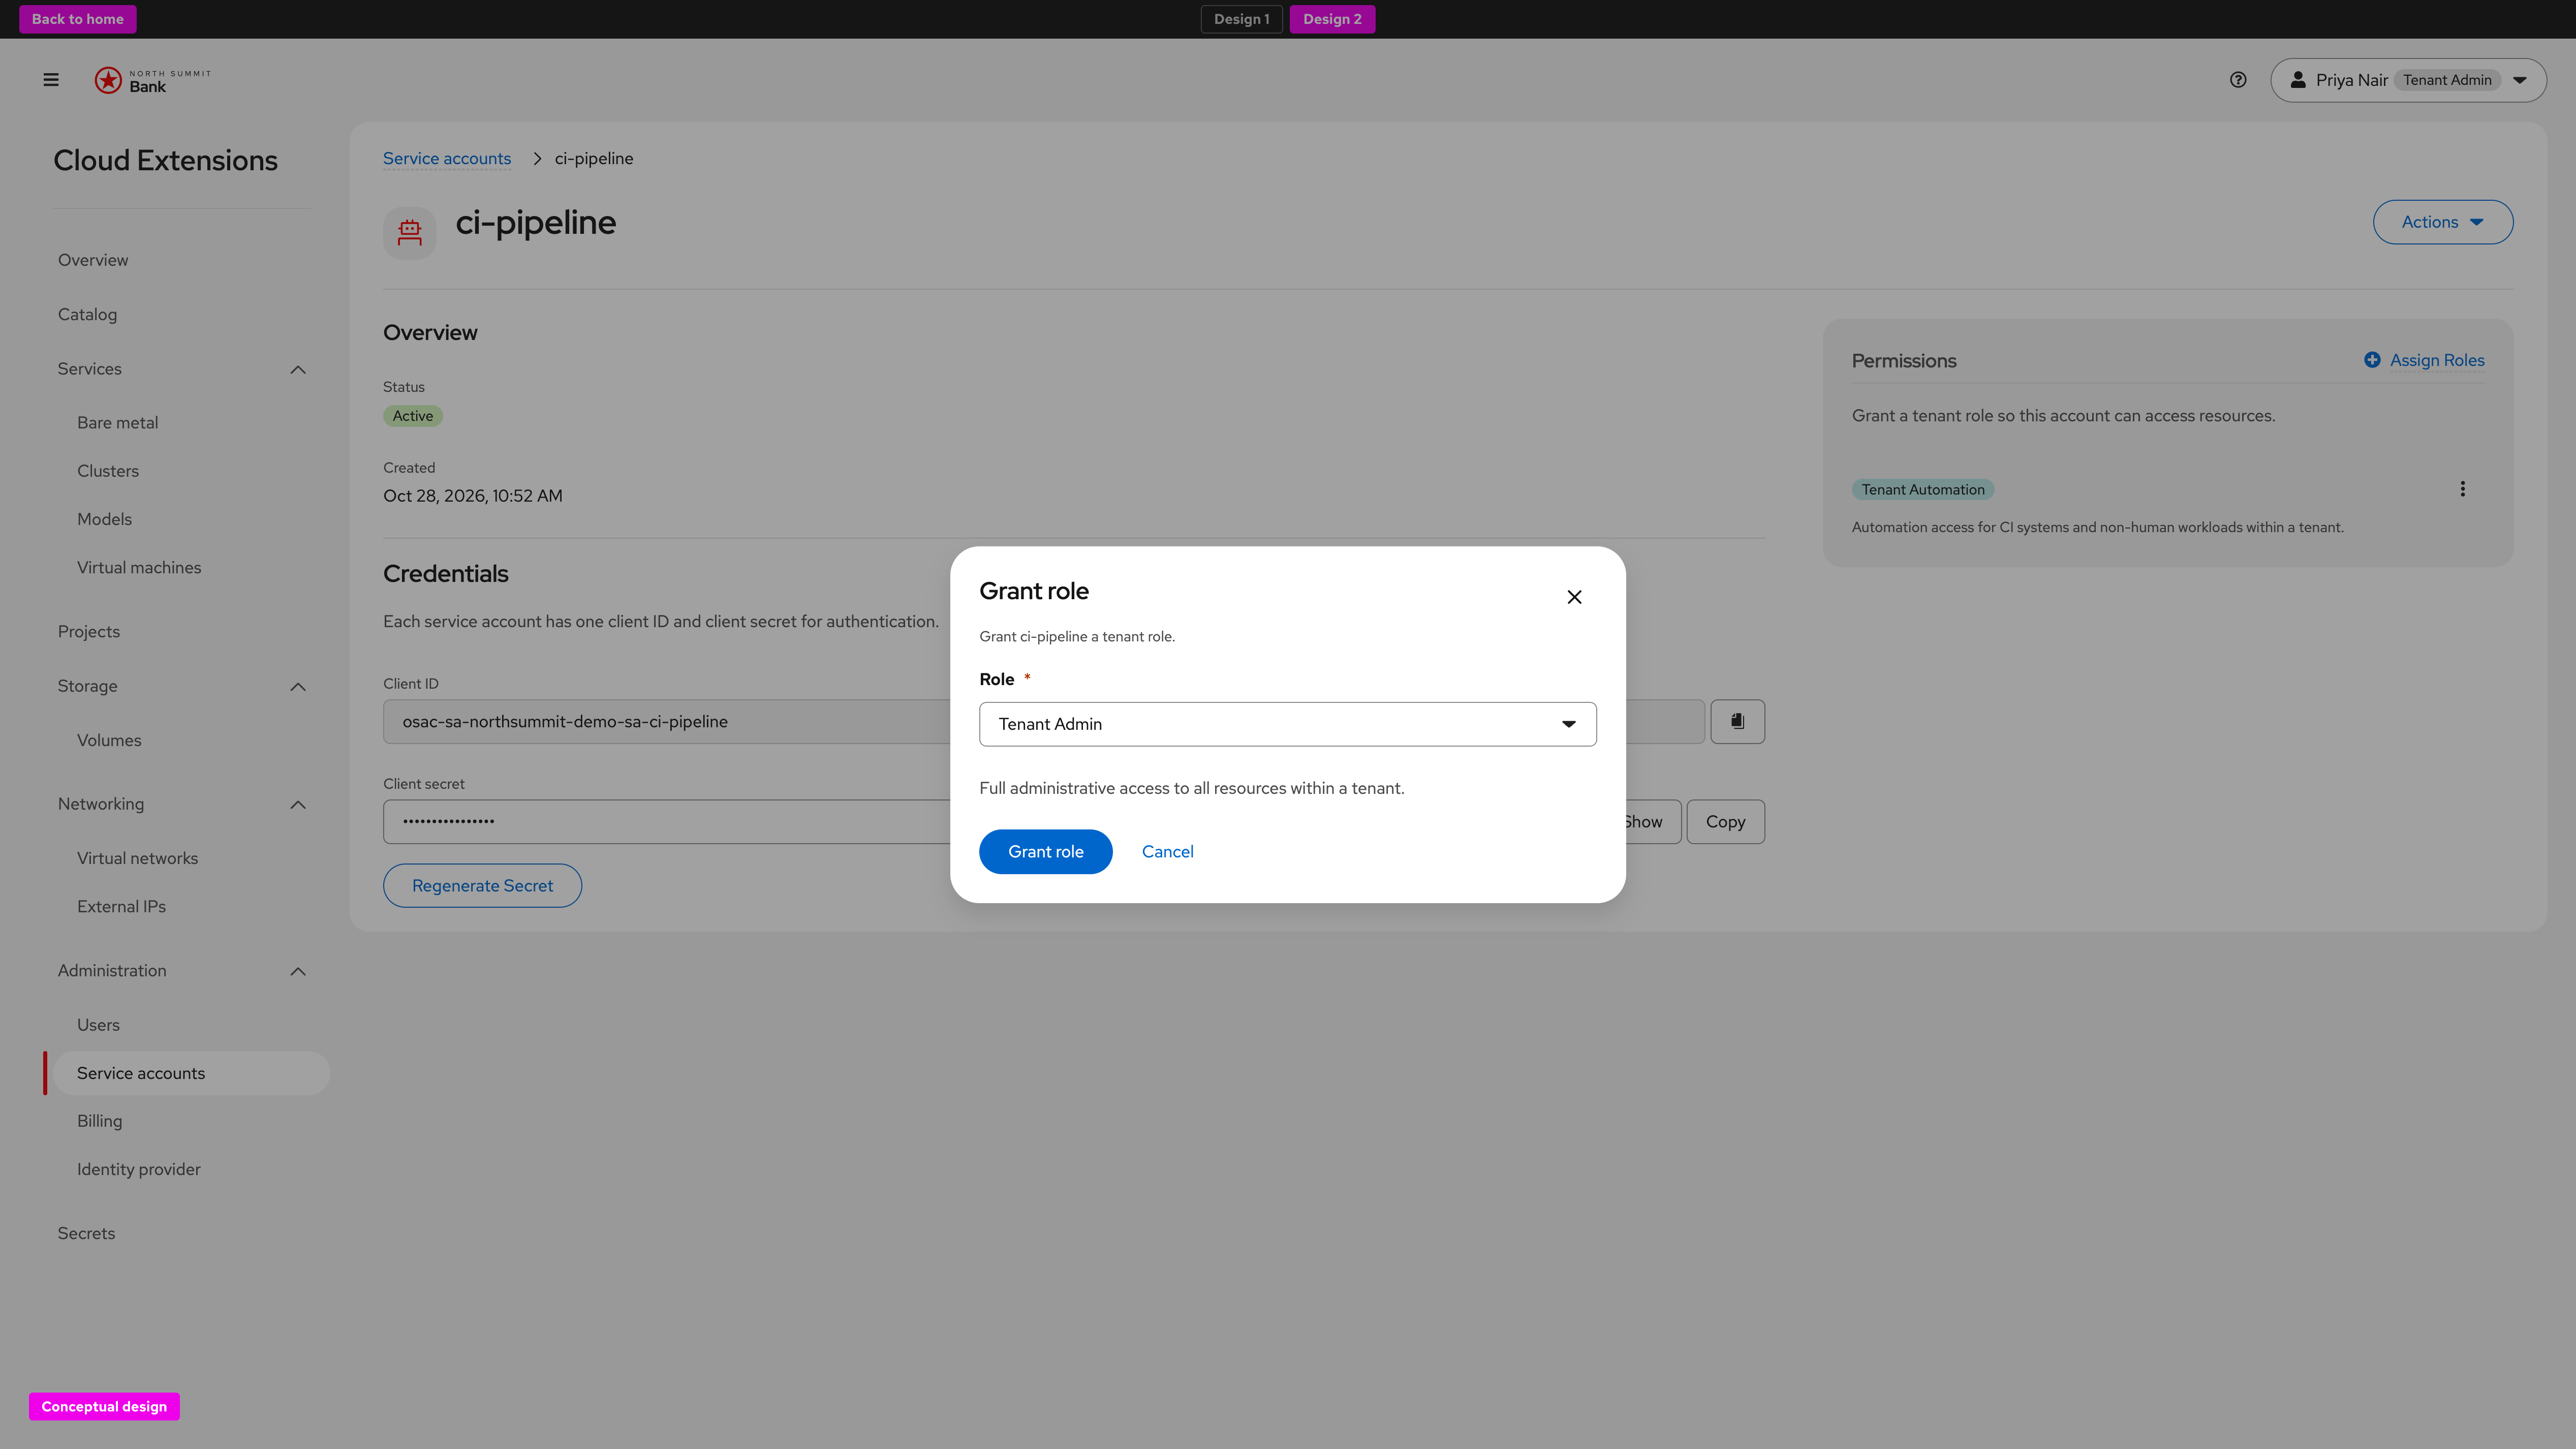 Back to home
Design 1
Design 2
NORTH SUMMIT
Bank
Priya Nair Tenant Admin
Cloud Extensions
Overview
Catalog
Services
Bare metal
Clusters
Models
Virtual machines
Projects
Storage
Volumes
Networking
Virtual networks
External IPs
Administration
Users
Service accounts
Billing
Identity provider
Secrets
Conceptual design
Service accounts > ci-pipeline
ci-pipeline
Actions
Overview
Status
Active
Created
Oct 28, 2026, 10:52 AM
Credentials
Each service account has one client ID and client secret for authentication.
Client ID
osac-sa-northsummit-demo-sa-ci-pipeline
Client secret
••••••••••••••••
Show
Copy
Regenerate Secret
Permissions
Assign Roles
Grant a tenant role so this account can access resources.
Tenant Automation
Automation access for CI systems and non-human workloads within a tenant.
Grant role
Grant ci-pipeline a tenant role.
Role *
Tenant Admin
Full administrative access to all resources within a tenant.
Grant role
Cancel